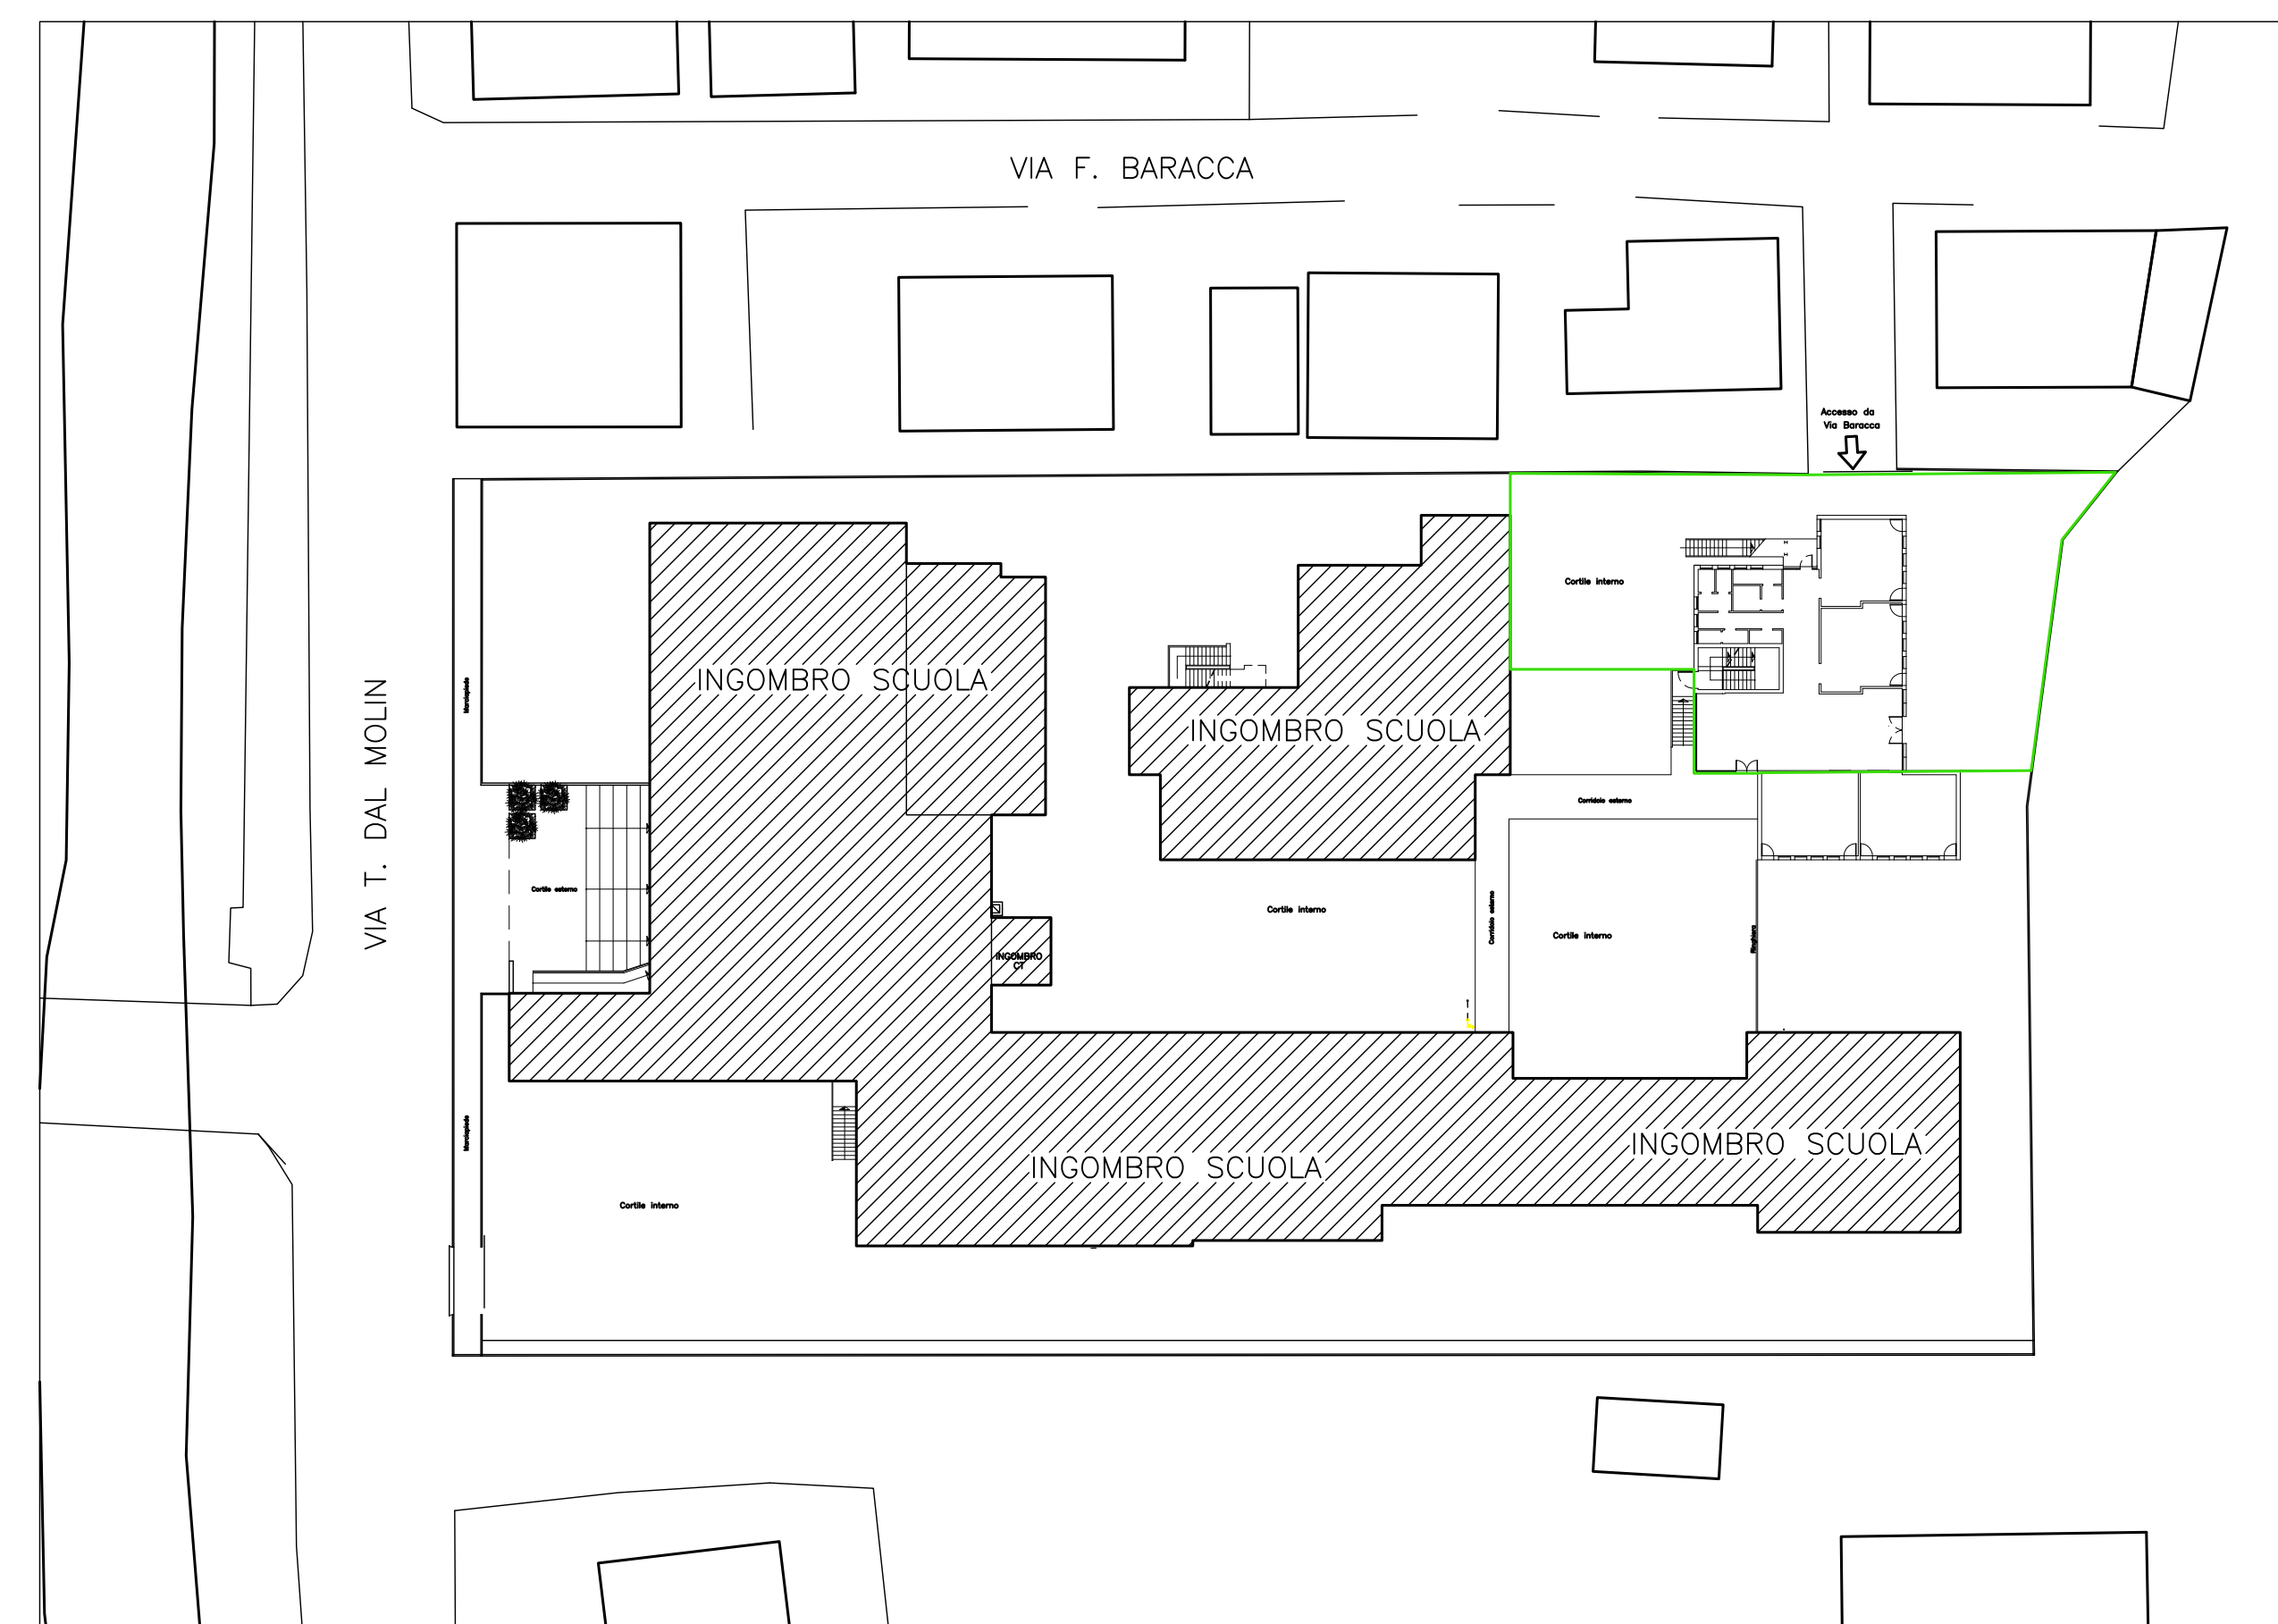 VIA F. BARACCA
Accesso da
Via Baracca
Cortile interno
INGOMBRO SCUOLA
Marciapiede
INGOMBRO SCUOLA
VIA T. DAL MOLIN
Corridoio esterno
Cortile esterno
Cortile interno
Corridoio esterno
Cortile interno
Ringhiera
INGOMBRO
CT
Marciapiede
INGOMBRO SCUOLA
INGOMBRO SCUOLA
Cortile interno